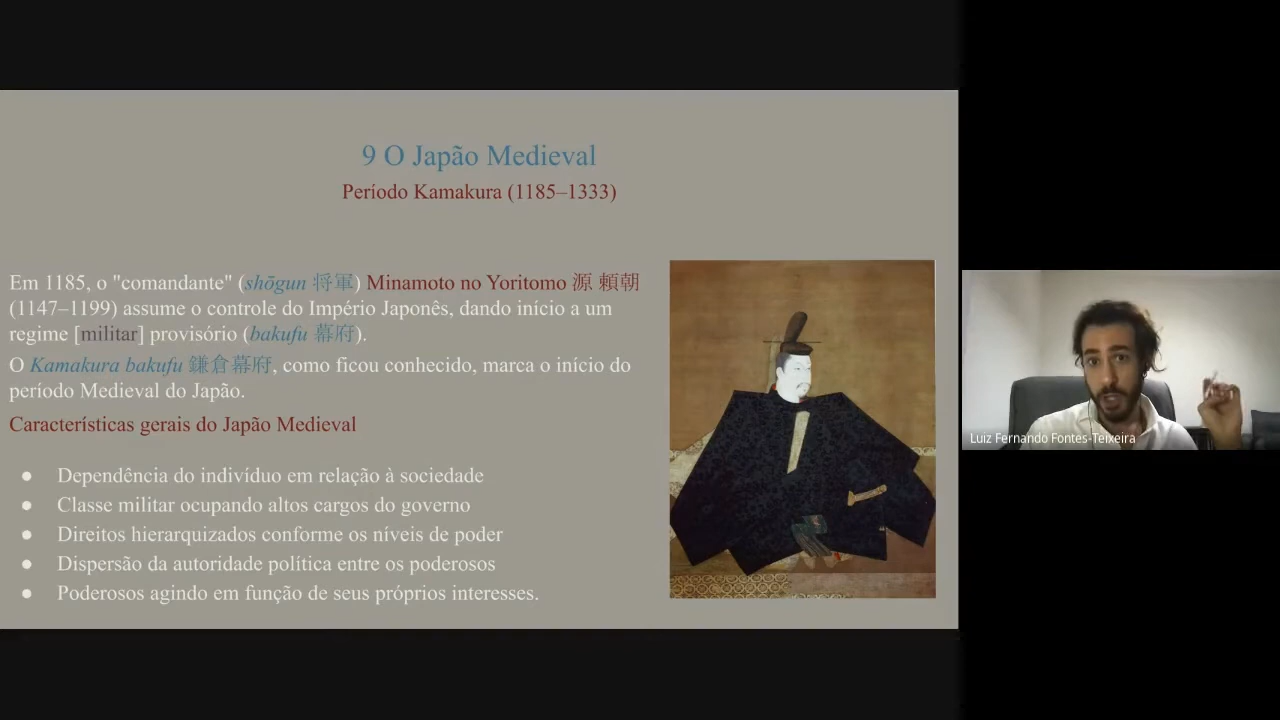 9 O Japão Medieval
Período Kamakura (1185–1333)
Em 1185, o "comandante" (shōgun 将軍) Minamoto no Yoritomo 源 頼朝
(1147–1199) assume o controle do Império Japonês, dando início a um
regime [militar] provisório (bakufu 幕府).
O Kamakura bakufu 鎌倉幕府, como ficou conhecido, marca o início do
período Medieval do Japão.
Características gerais do Japão Medieval
● Dependência do indivíduo em relação à sociedade
● Classe militar ocupando altos cargos do governo
● Direitos hierarquizados conforme os níveis de poder
● Dispersão da autoridade política entre os poderosos
● Poderosos agindo em função de seus próprios interesses.
Luiz Fernando Fontes-Teixeira